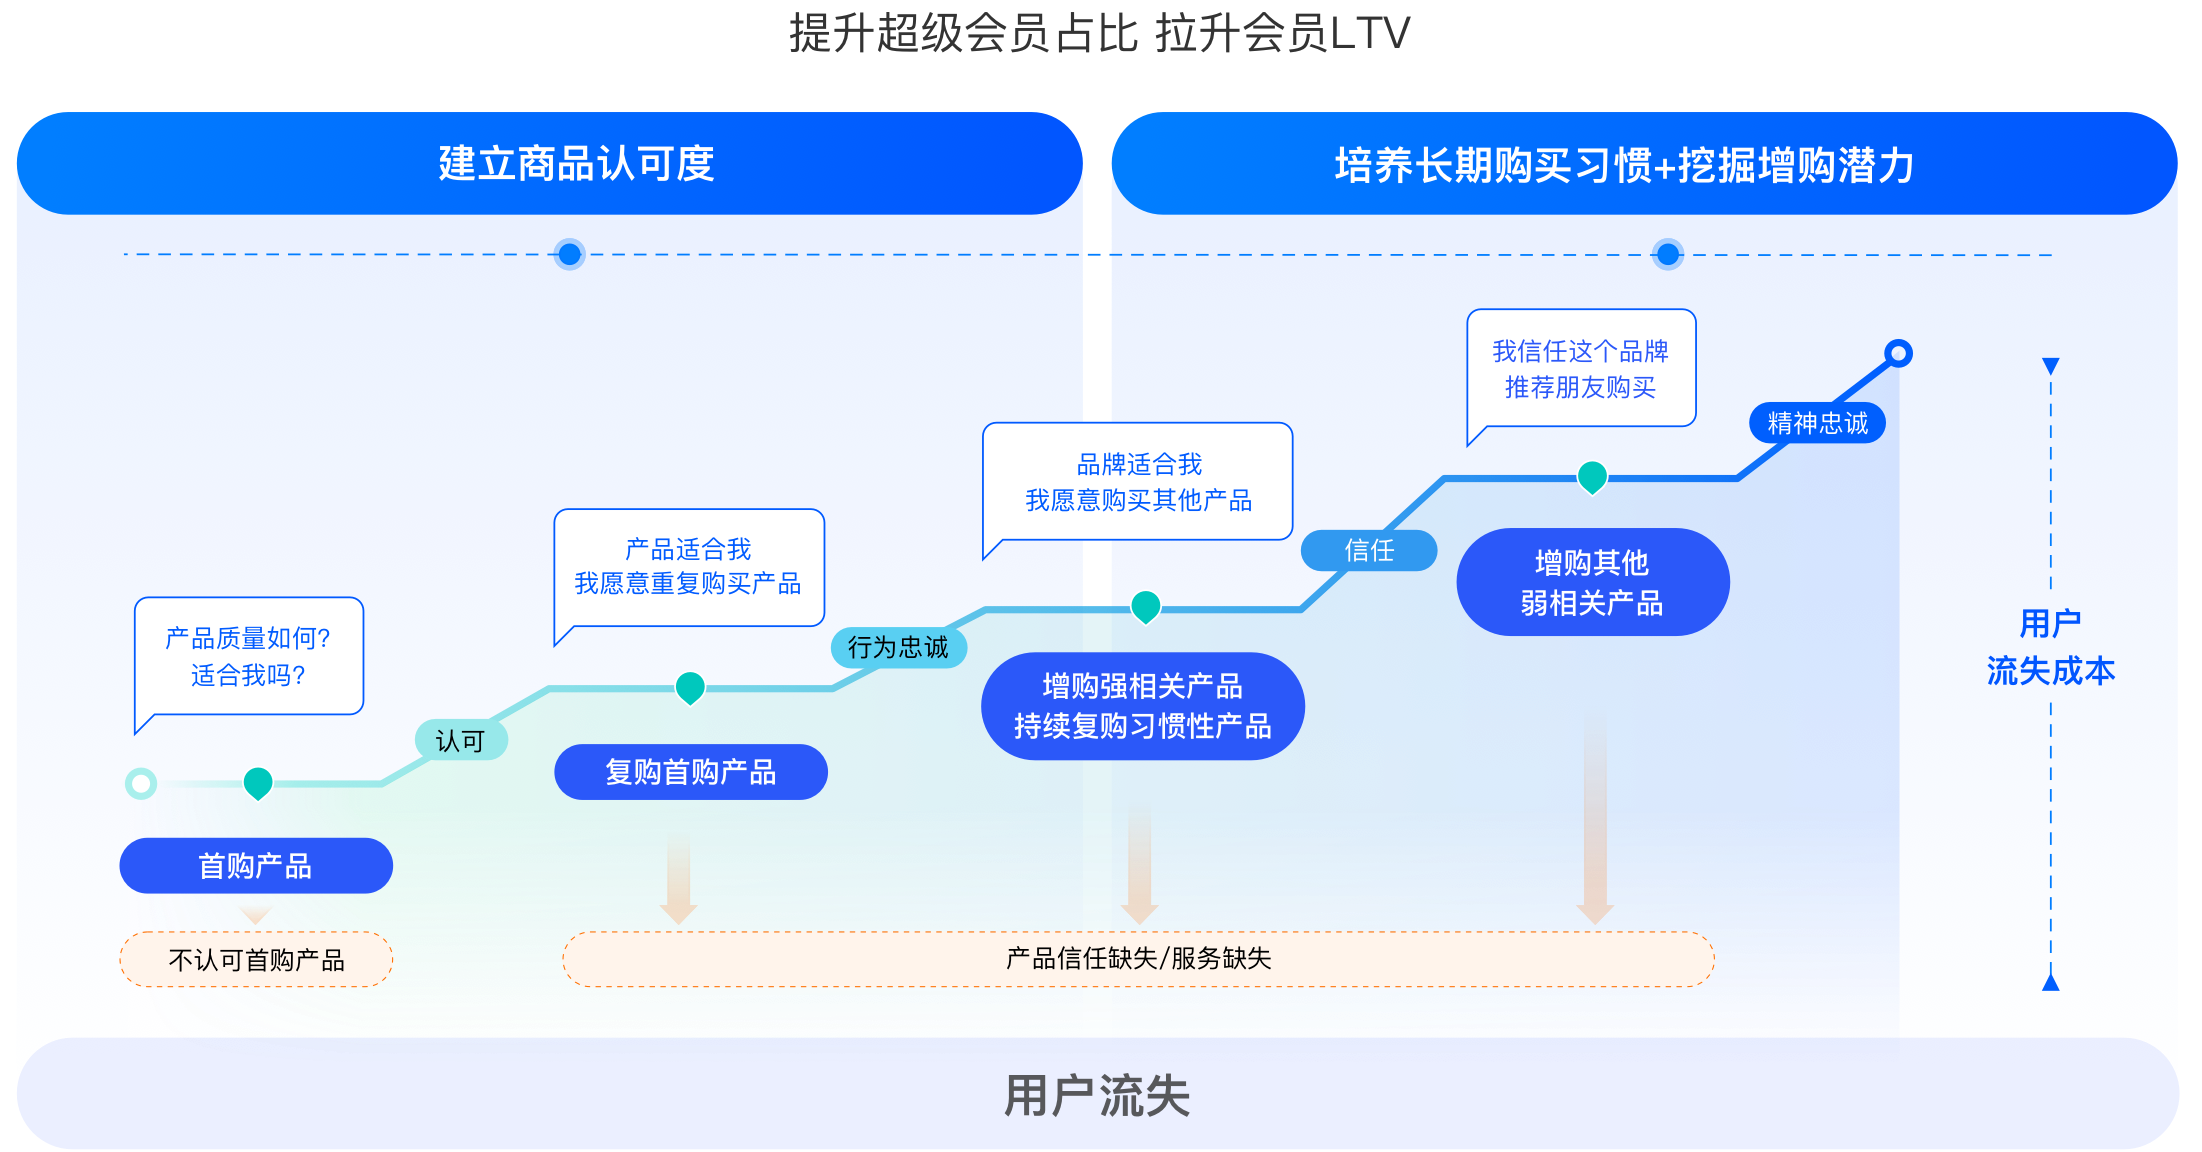 提升超级会员占比 拉升会员LTV
建立商品认可度
培养长期购买习惯+挖掘增购潜力
产品质量如何?
适合我吗?
认可
首购产品
不认可首购产品
产品适合我
我愿意重复购买产品
行为忠诚
复购首购产品
品牌适合我
我愿意购买其他产品
信任
增购强相关产品
持续复购习惯性产品
我信任这个品牌
推荐朋友购买
精神忠诚
增购其他
弱相关产品
产品信任缺失/服务缺失
用户
流失成本
用户流失